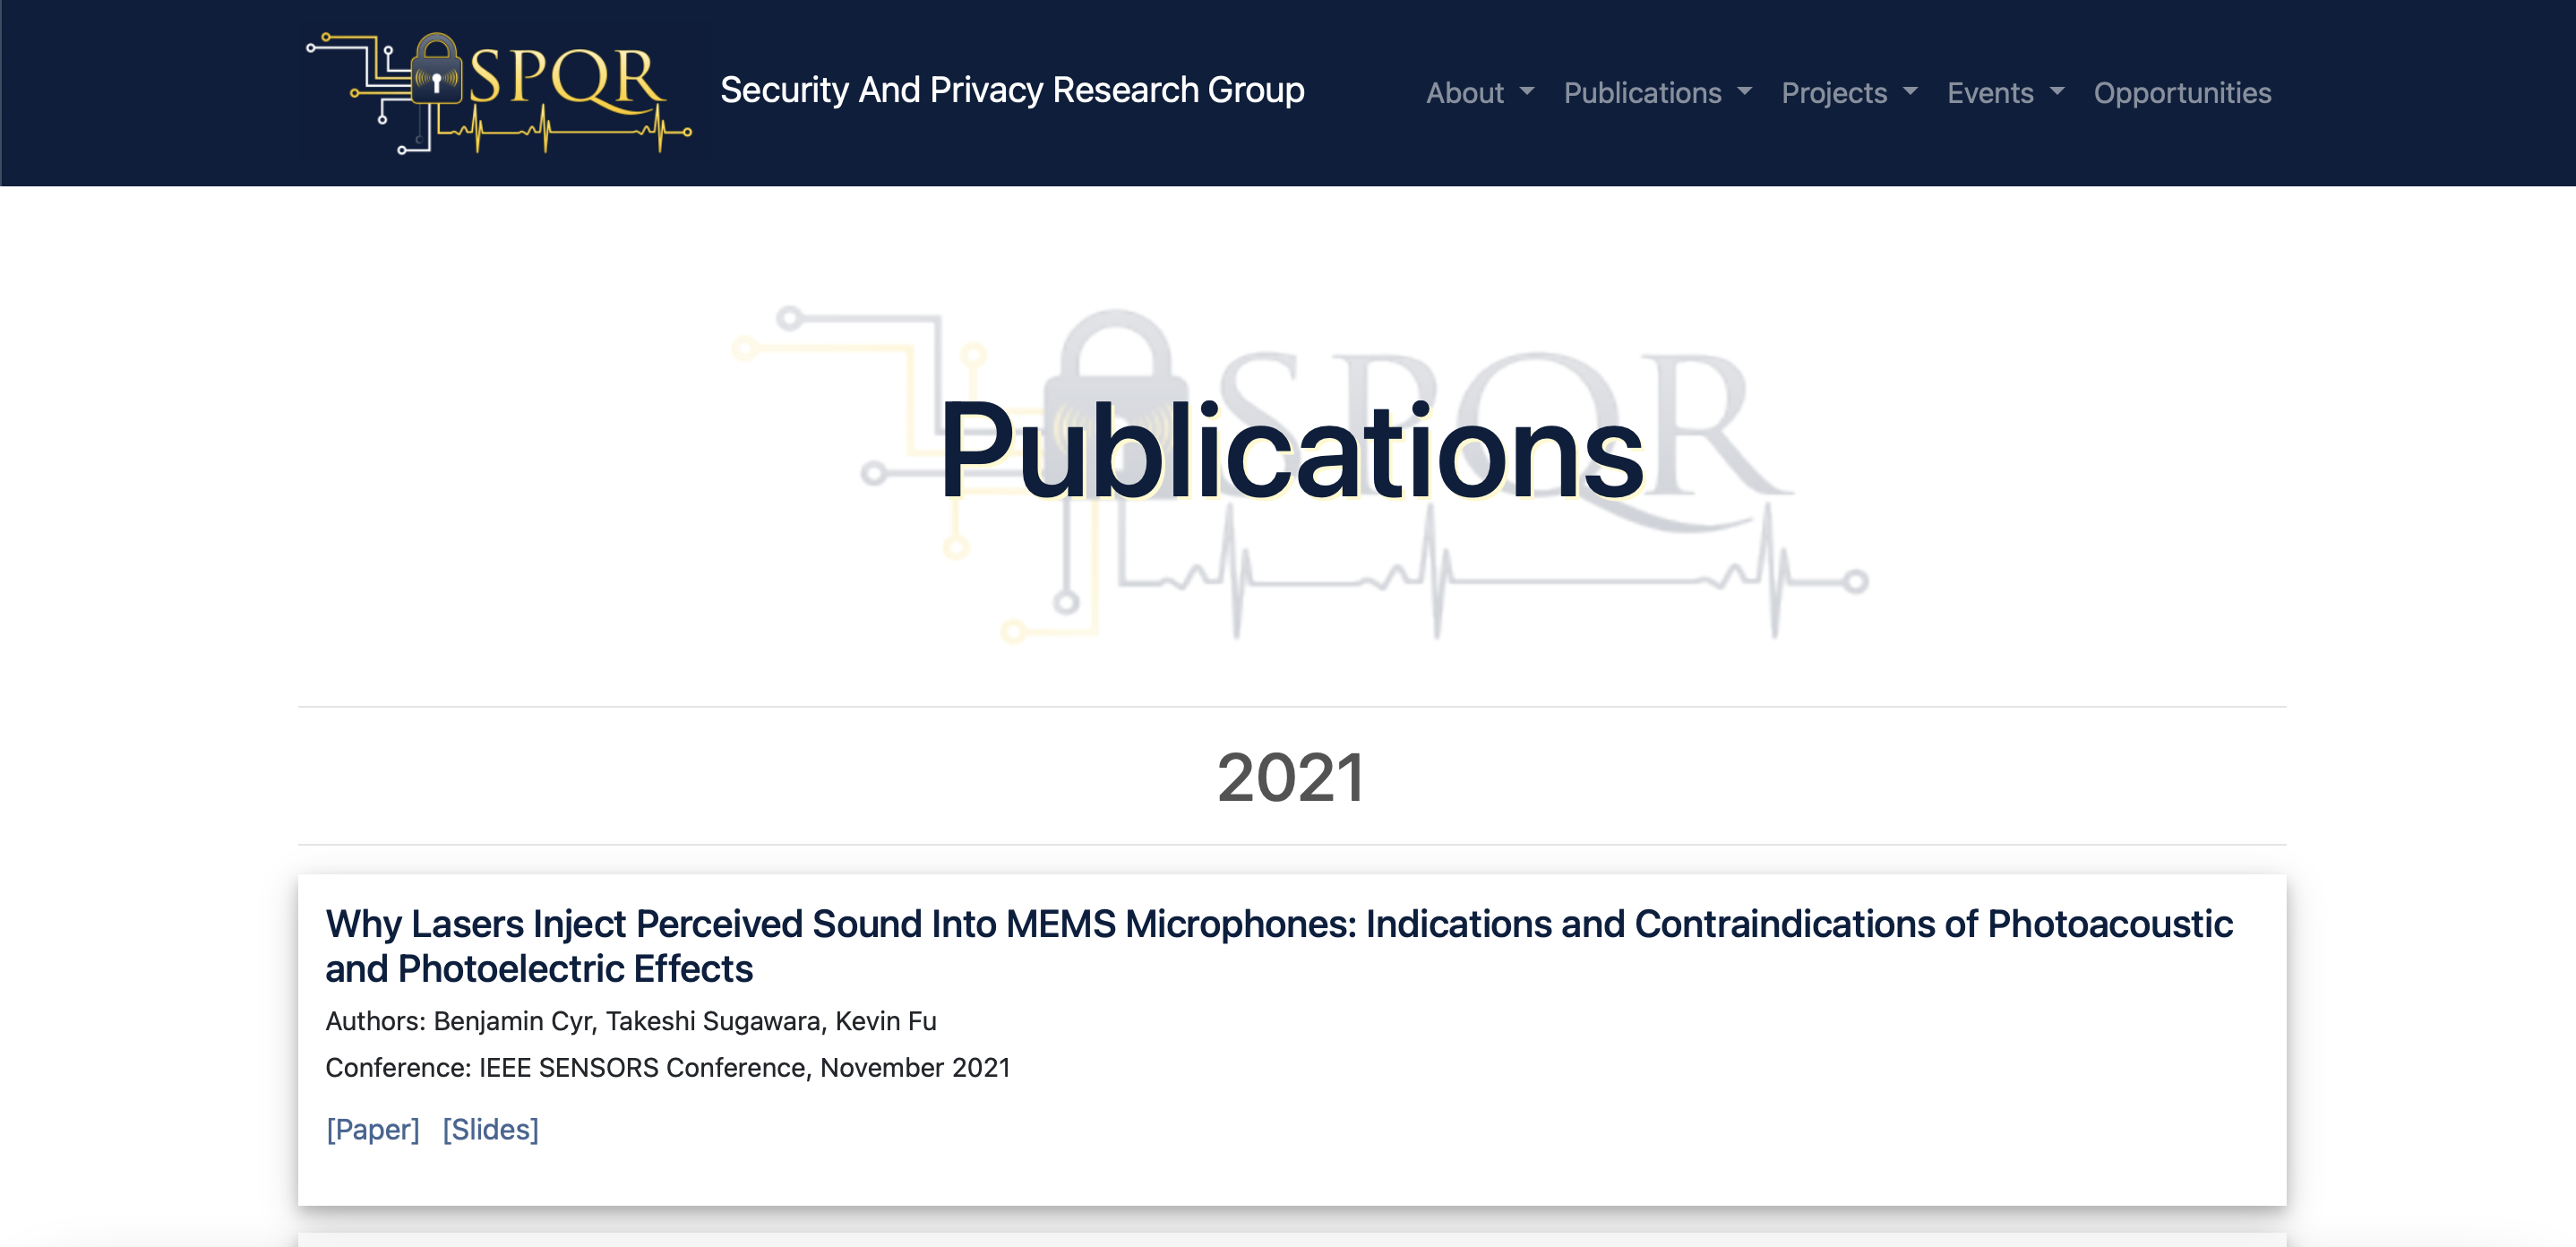 SPQR
Security And Privacy Research Group
About
Publications
Projects
Events
Opportunities
SPQR
Publications
2021
Why Lasers Inject Perceived Sound Into MEMS Microphones: Indications and Contraindications of Photoacoustic
and Photoelectric Effects
Authors: Benjamin Cyr, Takeshi Sugawara, Kevin Fu
Conference: IEEE SENSORS Conference, November 2021
[Paper] [Slides]